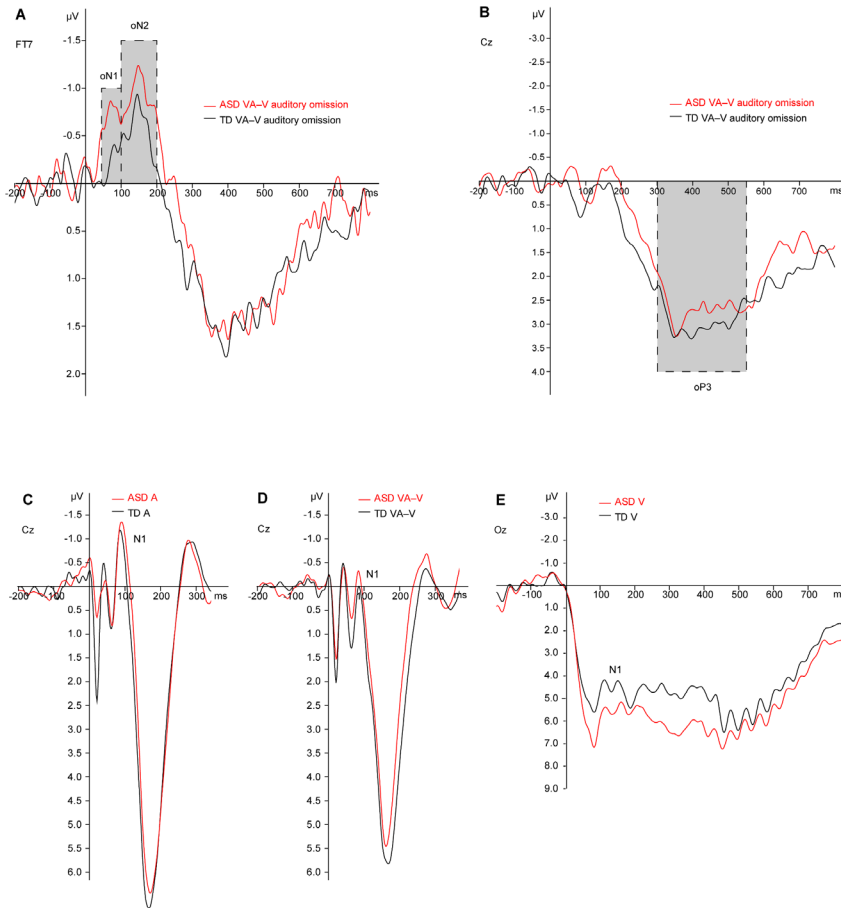 A
µV
FT7
-1.5
-1.0
-0.5
0.5
1.0
1.5
2.0
oN1
oN2
ASD VA–V auditory omission
TD VA–V auditory omission
-200 -100 100 200 300 400 500 600 700 ms
B
µV
Cz
-3.0
-2.5
-2.0
-1.5
-1.0
-0.5
0.5
1.0
1.5
2.0
2.5
3.0
3.5
4.0
ASD VA–V auditory omission
TD VA–V auditory omission
-200 -100 300 400 500 600 700 ms
oP3
C
µV
Cz
-1.5
-1.0
-0.5
0.5
1.0
1.5
2.0
2.5
3.0
3.5
4.0
4.5
5.0
5.5
6.0
ASD A
TD A
N1
-200 -100 100 200 300 ms
D
µV
Cz
-1.5
-1.0
-0.5
0.5
1.0
1.5
2.0
2.5
3.0
3.5
4.0
4.5
5.0
5.5
6.0
ASD VA–V
TD VA–V
N1
-200 -100 100 200 300 ms
E
µV
Oz
-3.0
-2.0
-1.0
1.0
2.0
3.0
4.0
5.0
6.0
7.0
8.0
9.0
ASD V
TD V
N1
-100 100 200 300 400 500 600 700 ms